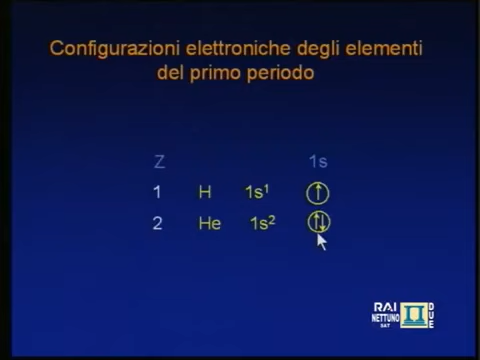 Configurazioni elettroniche degli elementi
del primo periodo
Z 1s
1 H 1s¹ ↑
2 He 1s² ↑↓
RAI
NETTUNO
SAT
DUE